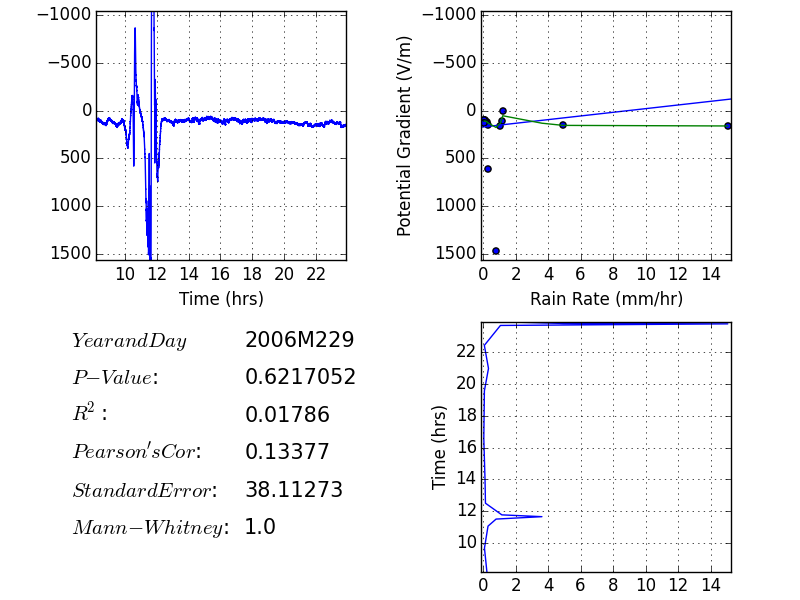 −1000
−500
0
500
1000
1500
10 12 14 16 18 20 22
Time (hrs)
Potential Gradient (V/m)
−1000
−500
0
500
1000
1500
0 2 4 6 8 10 12 14
Rain Rate (mm/hr)
YearandDay 2006M229
P−Value: 0.6217052
R²: 0.01786
Pearson′sCor: 0.13377
StandardError: 38.11273
Mann−Whitney: 1.0
Time (hrs)
22
20
18
16
14
12
10
0 2 4 6 8 10 12 14